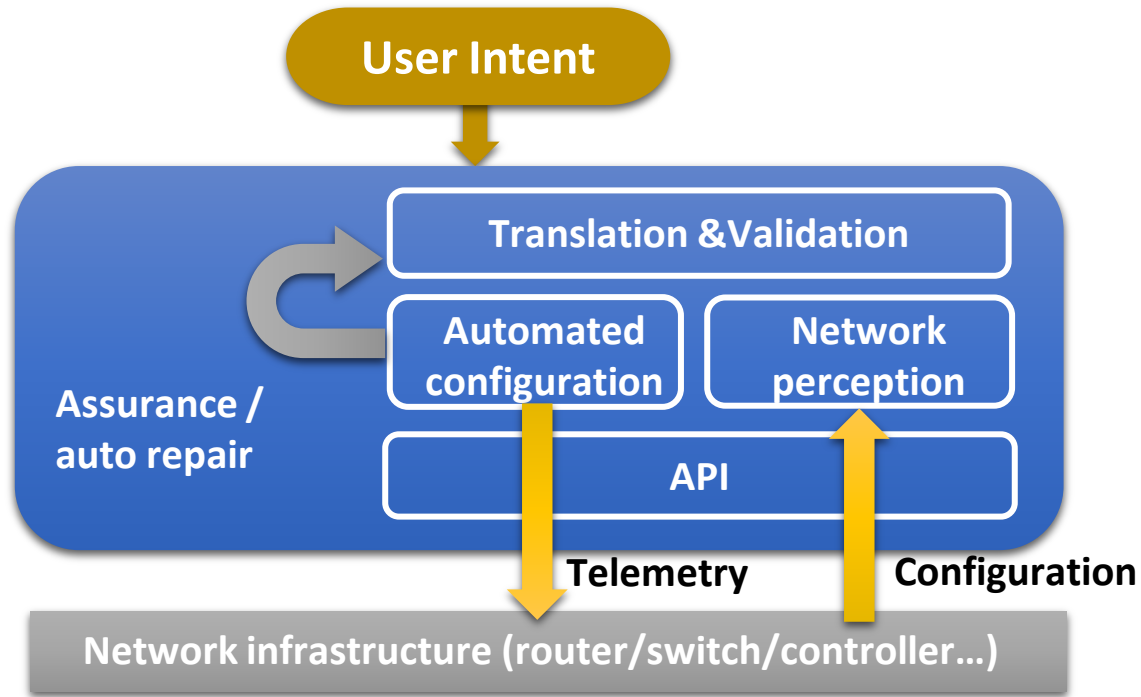 User Intent
Translation &Validation
Automated
configuration
Network
perception
Assurance /
auto repair
API
Telemetry
Configuration
Network infrastructure (router/switch/controller…)